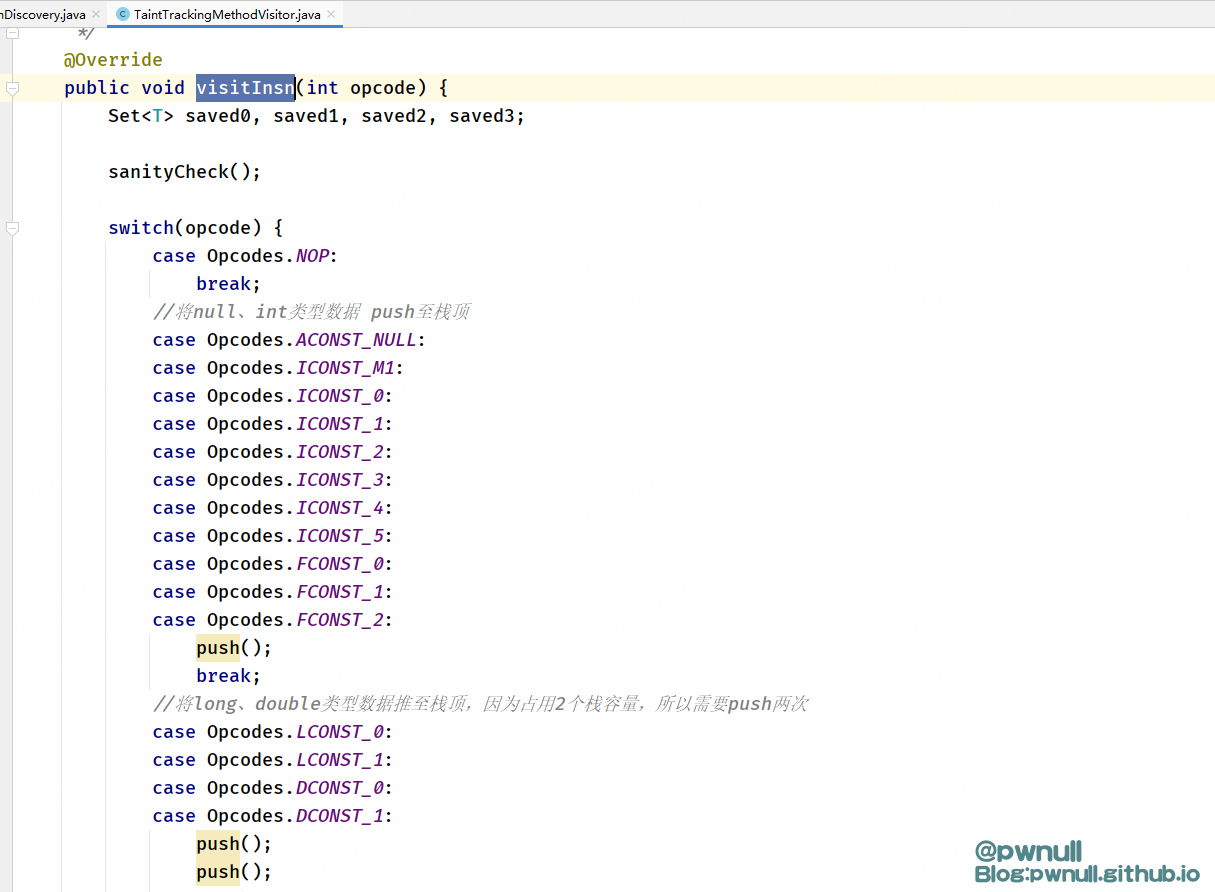 nDiscovery.java × C TaintTrackingMethodVisitor.java ×
*/
@Override
public void visitInsn(int opcode) {
Set<T> saved0, saved1, saved2, saved3;
sanityCheck();
switch(opcode) {
case Opcodes.NOP:
break;
//将null、int类型数据 push至栈顶
case Opcodes.ACONST_NULL:
case Opcodes.ICONST_M1:
case Opcodes.ICONST_0:
case Opcodes.ICONST_1:
case Opcodes.ICONST_2:
case Opcodes.ICONST_3:
case Opcodes.ICONST_4:
case Opcodes.ICONST_5:
case Opcodes.FCONST_0:
case Opcodes.FCONST_1:
case Opcodes.FCONST_2:
push();
break;
//将long、double类型数据推至栈顶，因为占用2个栈容量，所以需要push两次
case Opcodes.LCONST_0:
case Opcodes.LCONST_1:
case Opcodes.DCONST_0:
case Opcodes.DCONST_1:
push();
push();
@pwnull
Blog:pwnull.github.io